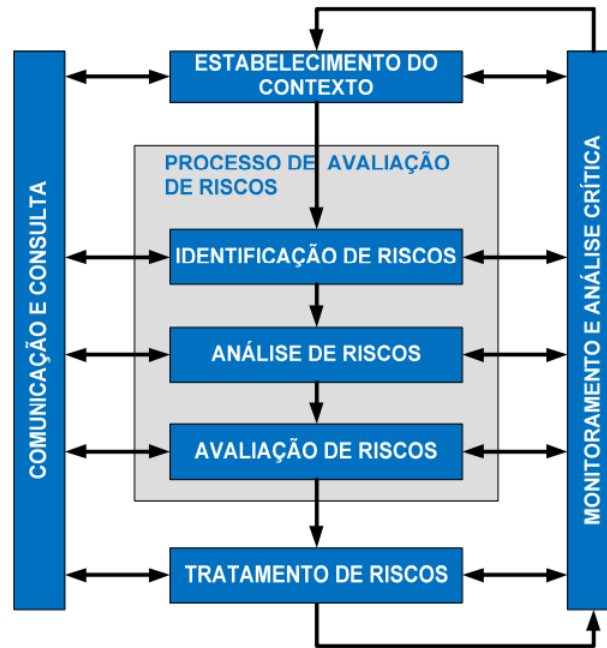 ESTABELECIMENTO DO
CONTEXTO
PROCESSO DE AVALIAÇÃO
DE RISCOS
IDENTIFICAÇÃO DE RISCOS
ANÁLISE DE RISCOS
AVALIAÇÃO DE RISCOS
TRATAMENTO DE RISCOS
COMUNICAÇÃO E CONSULTA
MONITORAMENTO E ANÁLISE CRÍTICA